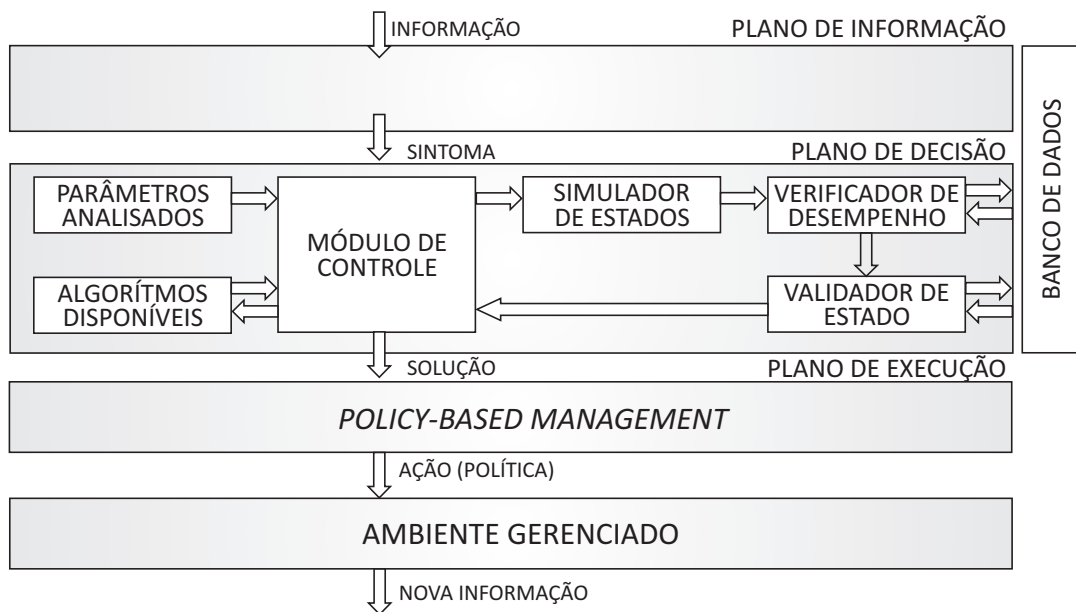 INFORMAÇÃO
PLANO DE INFORMAÇÃO
SINTOMA
PLANO DE DECISÃO
PARÂMETROS
ANALISADOS
MÓDULO DE
CONTROLE
SIMULADOR
DE ESTADOS
VERIFICADOR DE
DESEMPENHO
ALGORÍTMOS
DISPONÍVEIS
VALIDADOR DE
ESTADO
BANCO DE DADOS
SOLUÇÃO
PLANO DE EXECUÇÃO
POLICY-BASED MANAGEMENT
AÇÃO (POLÍTICA)
AMBIENTE GERENCIADO
NOVA INFORMAÇÃO